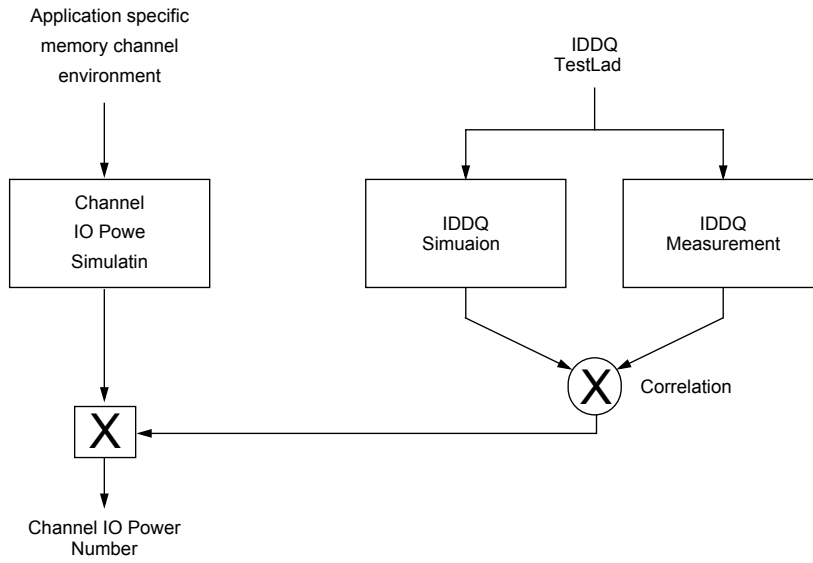 Application specific
memory channel
environment
IDDQ
TestLad
Channel
IO Powe
Simulatin
IDDQ
Simuaion
IDDQ
Measurement
X
Correlation
X
Channel IO Power
Number